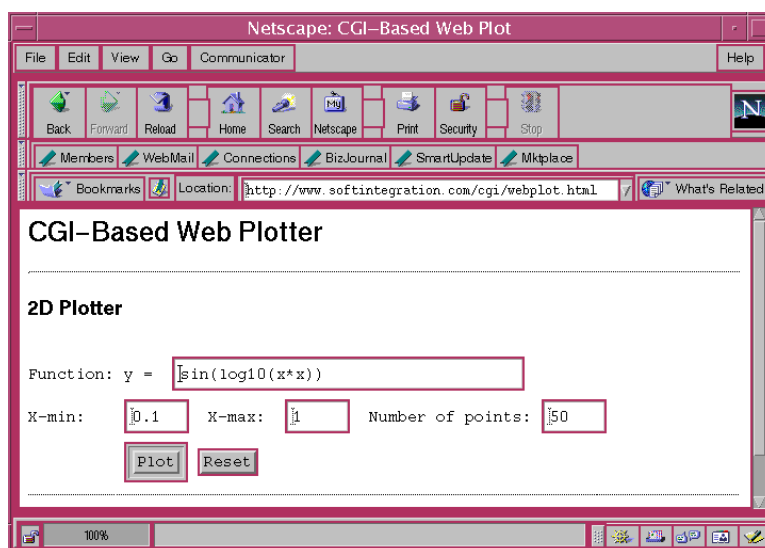 Netscape: CGI-Based Web Plot
File Edit View Go Communicator Help
Back Forward Reload Home Search Netscape Print Security Stop
My
N
Members WebMail Connections BizJournal SmartUpdate Mktplace
Bookmarks Location: http://www.softintegration.com/cgi/webplot.html What's Related
CGI-Based Web Plotter
2D Plotter
Function: y = sin(log10(x*x))
X-min: 0.1 X-max: 1 Number of points: 50
Plot Reset
100%